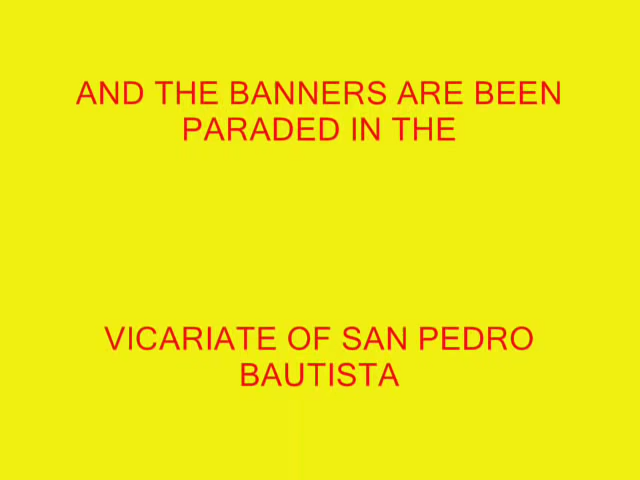 AND THE BANNERS ARE BEEN
PARADED IN THE
VICARIATE OF SAN PEDRO
BAUTISTA